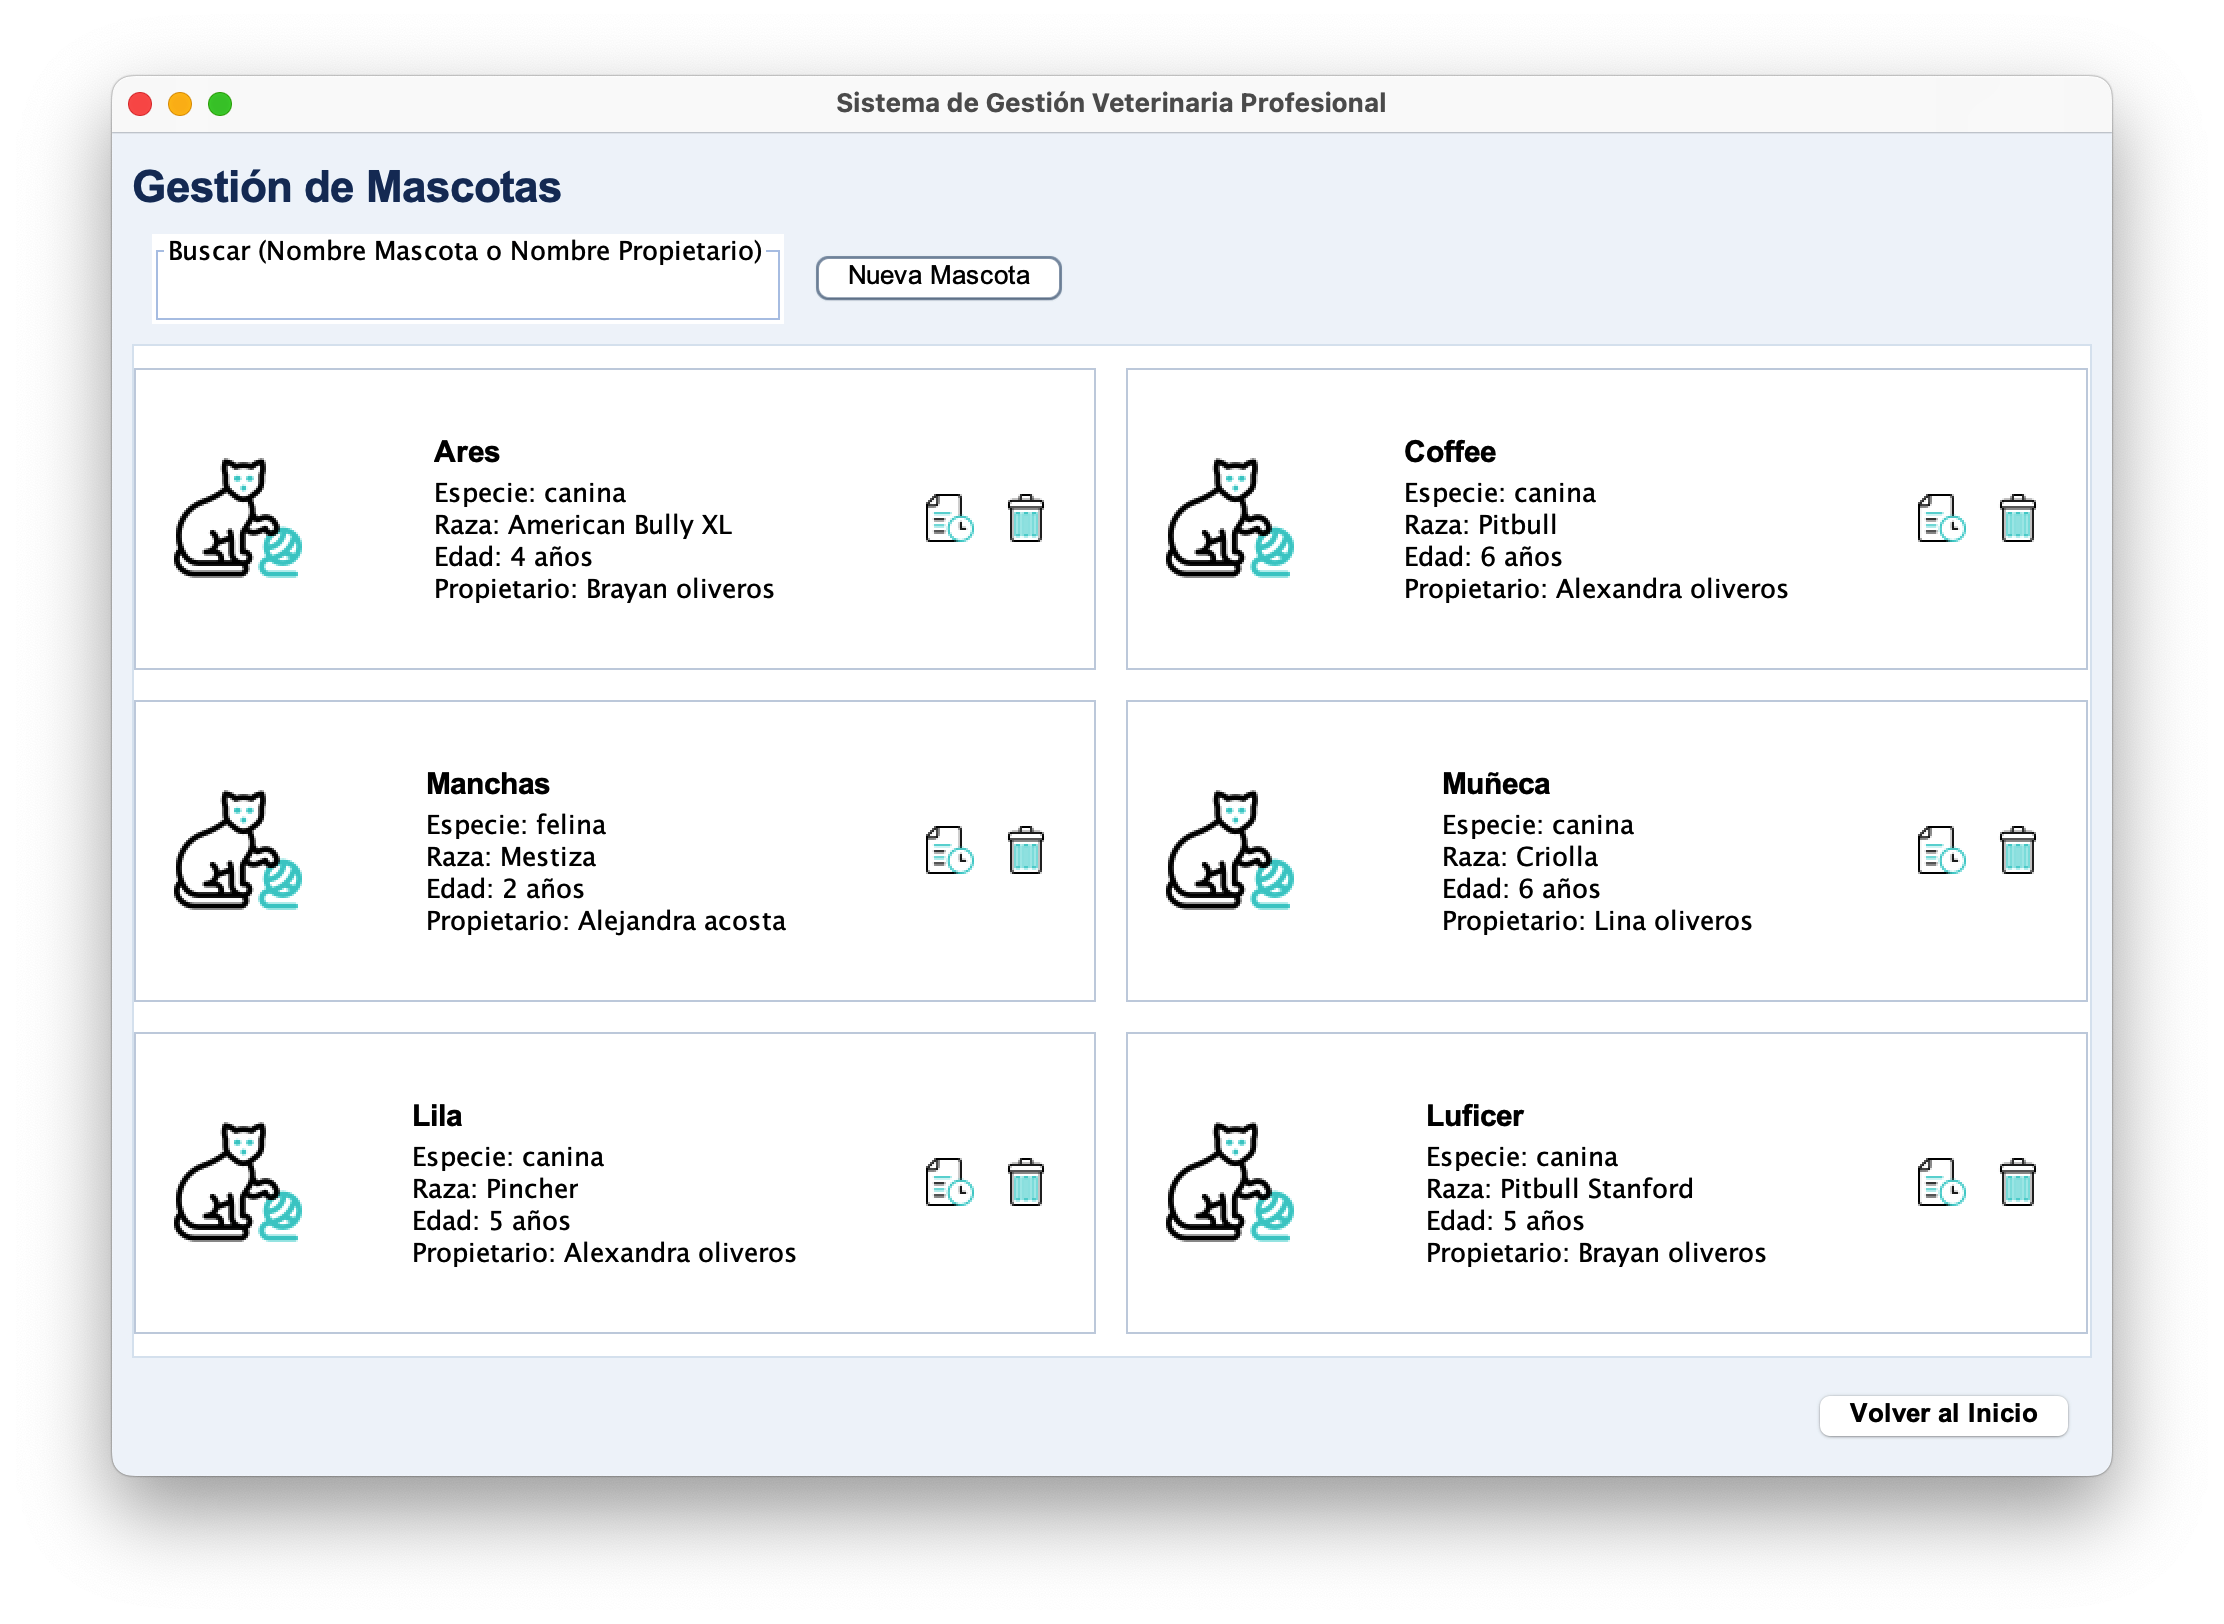 Sistema de Gestión Veterinaria Profesional
Gestión de Mascotas
Buscar (Nombre Mascota o Nombre Propietario)
Nueva Mascota
Ares
Especie: canina
Raza: American Bully XL
Edad: 4 años
Propietario: Brayan oliveros
Coffee
Especie: canina
Raza: Pitbull
Edad: 6 años
Propietario: Alexandra oliveros
Manchas
Especie: felina
Raza: Mestiza
Edad: 2 años
Propietario: Alejandra acosta
Muñeca
Especie: canina
Raza: Criolla
Edad: 6 años
Propietario: Lina oliveros
Lila
Especie: canina
Raza: Pincher
Edad: 5 años
Propietario: Alexandra oliveros
Luficer
Especie: canina
Raza: Pitbull Stanford
Edad: 5 años
Propietario: Brayan oliveros
Volver al Inicio